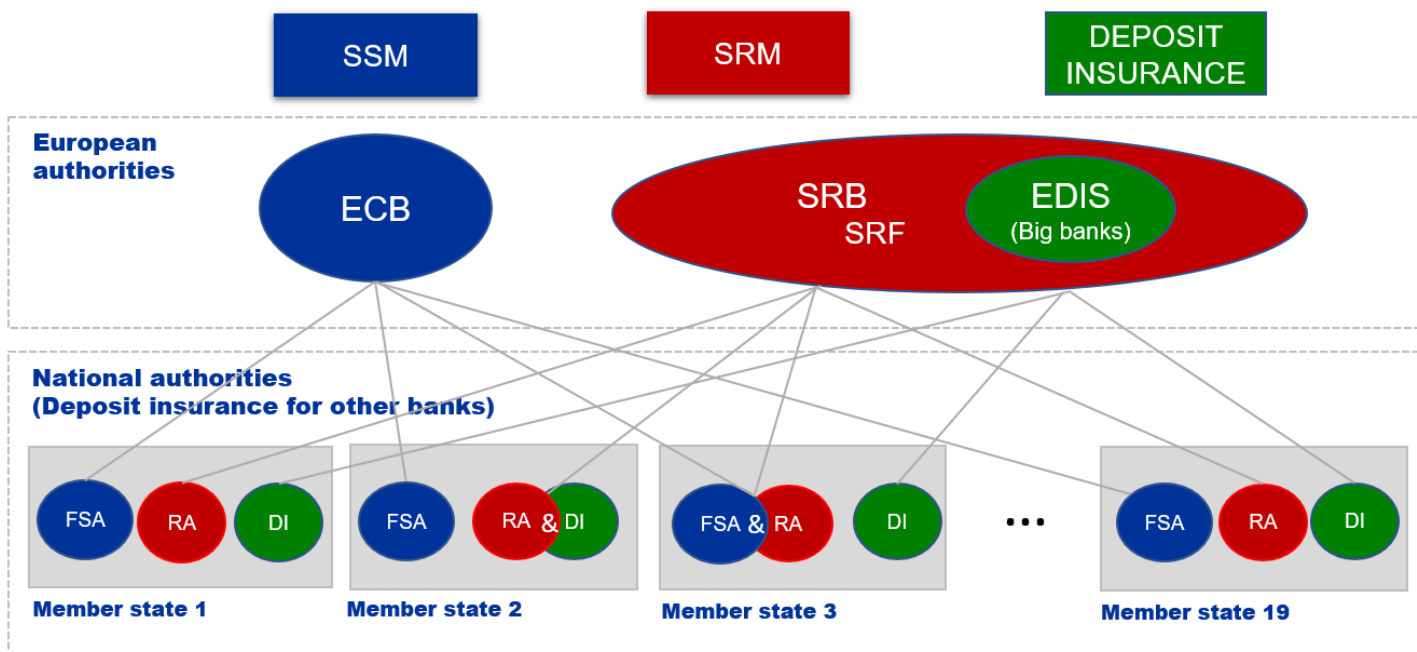 SSM
SRM
DEPOSIT
INSURANCE
European
authorities
ECB
SRB
SRF
EDIS
(Big banks)
National authorities
(Deposit insurance for other banks)
FSA
RA
DI
FSA
RA & DI
FSA & RA
DI
...
FSA
RA
DI
Member state 1
Member state 2
Member state 3
Member state 19